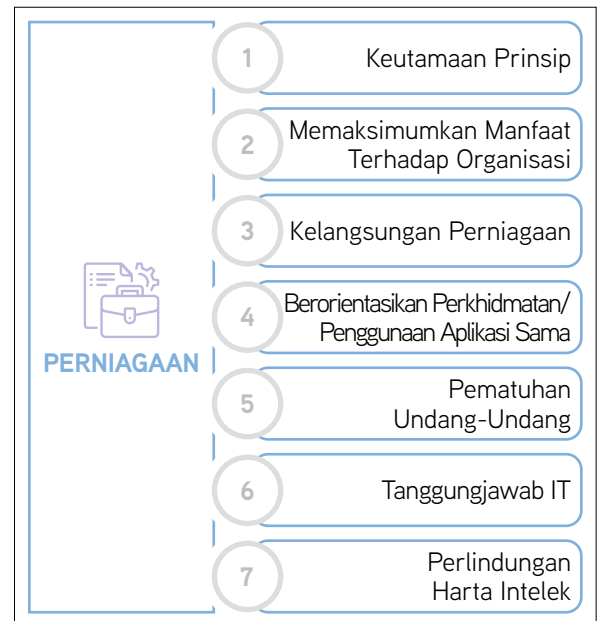 PERNIAGAAN
1
Keutamaan Prinsip
2
Memaksimumkan Manfaat
Terhadap Organisasi
3
Kelangsungan Perniagaan
4
Berorientasikan Perkhidmatan/
Penggunaan Aplikasi Sama
5
Pematuhan
Undang-Undang
6
Tanggungjawab IT
7
Perlindungan
Harta Intelek